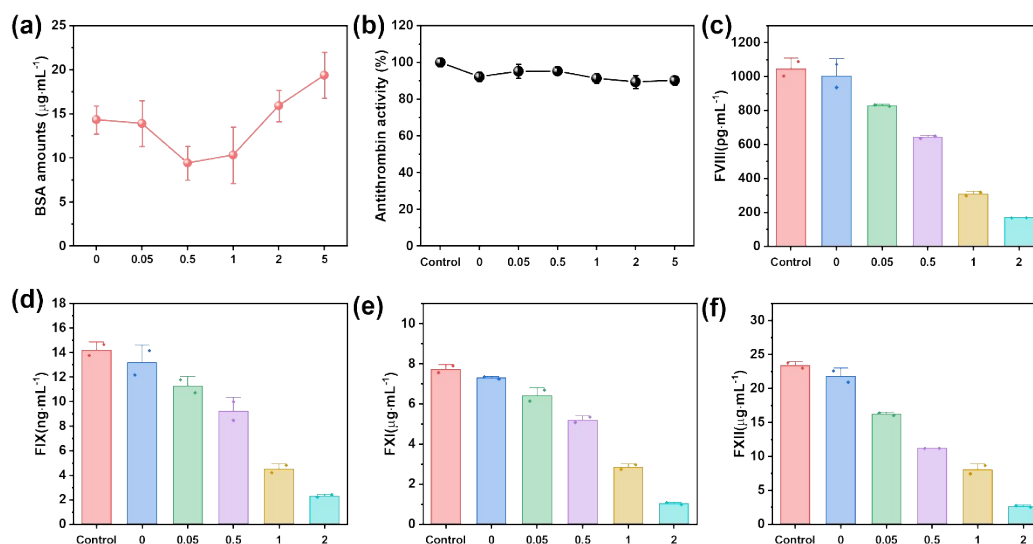 (a)
BSA amounts (μg·mL⁻¹)
25
20
15
10
5
0
0 0.05 0.5 1 2 5
(b)
Antithrombin activity (%)
120
100
80
60
40
20
0
Control 0 0.05 0.5 1 2 5
(c)
FVIII(pg·mL⁻¹)
1200
1000
800
600
400
200
0
Control 0 0.05 0.5 1 2
(d)
FIX(ng·mL⁻¹)
18
16
14
12
10
8
6
4
2
0
Control 0 0.05 0.5 1 2
(e)
FXI(μg·mL⁻¹)
10
8
6
4
2
0
Control 0 0.05 0.5 1 2
(f)
FXII(μg·mL⁻¹)
30
25
20
15
10
5
0
Control 0 0.05 0.5 1 2